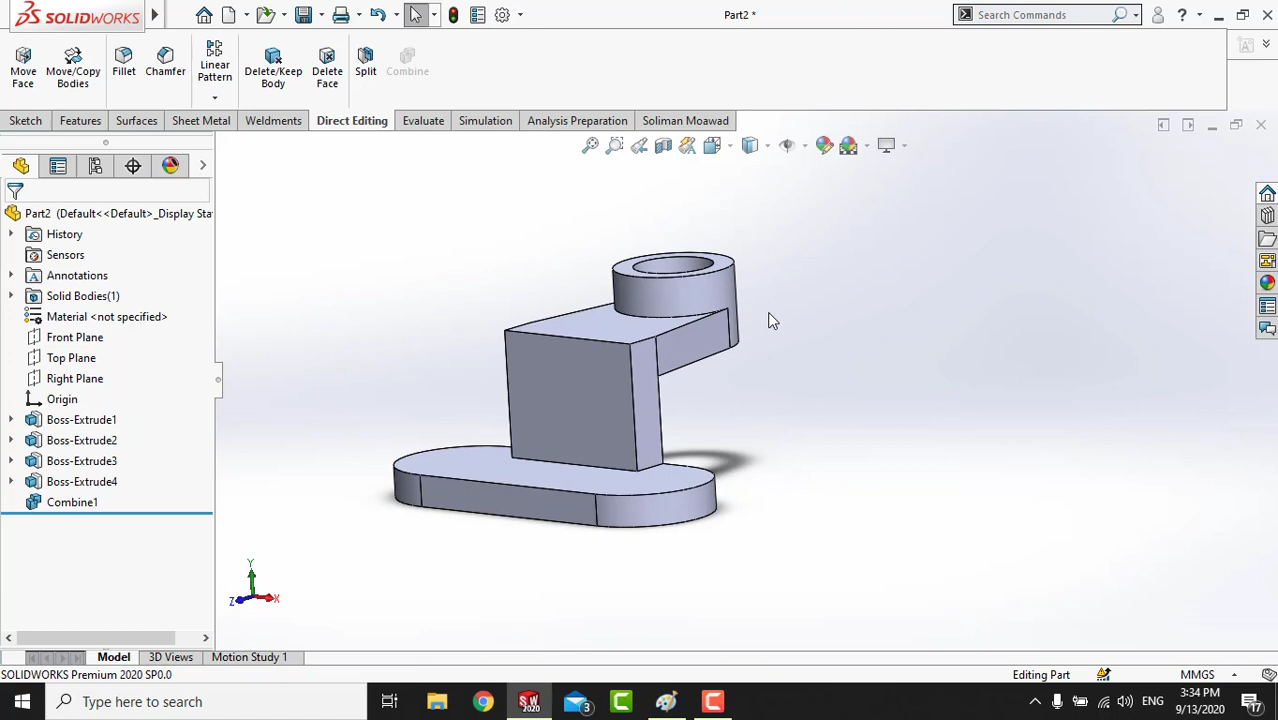 SOLIDWORKS
Part2 *
Search Commands
Move Face
Move/Copy Bodies
Fillet
Chamfer
Linear Pattern
Delete/Keep Body
Delete Face
Split
Combine
Sketch
Features
Surfaces
Sheet Metal
Weldments
Direct Editing
Evaluate
Simulation
Analysis Preparation
Soliman Moawad
Part2 (Default<<Default>_Display Sta
History
Sensors
Annotations
Solid Bodies(1)
Material <not specified>
Front Plane
Top Plane
Right Plane
Origin
Boss-Extrude1
Boss-Extrude2
Boss-Extrude3
Boss-Extrude4
Combine1
Y
Z
X
Model
3D Views
Motion Study 1
SOLIDWORKS Premium 2020 SP0.0
Editing Part
MMGS
Type here to search
SW
2020
3
C
C
ENG
3:34 PM
9/13/2020
17